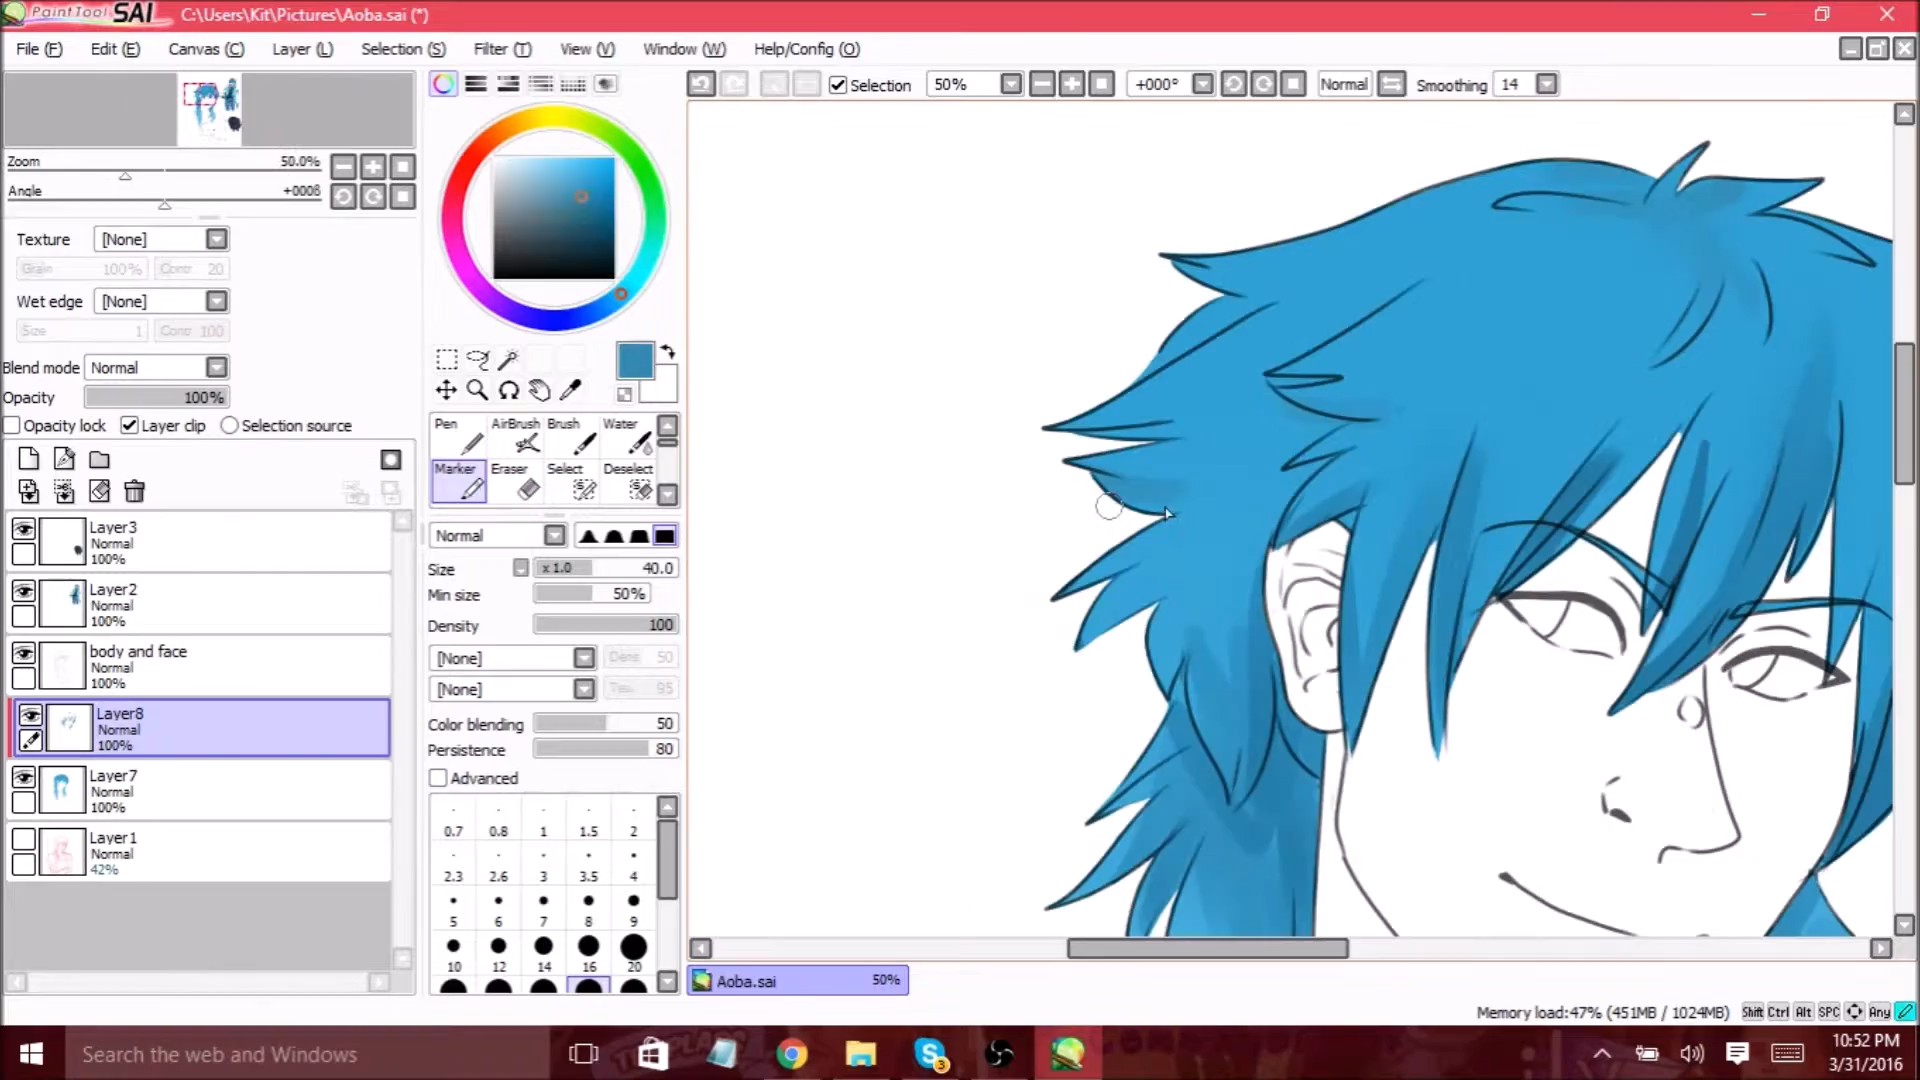 PaintTool SAI C:\Users\Kit\Pictures\Aoba.sai (*)
File (F) Edit (E) Canvas (C) Layer (L) Selection (S) Filter (T) View (V) Window (W) Help/Config (O)
Selection 50% +000° Normal Smoothing 14
Zoom 50.0%
Angle +000ß
Texture [None]
Grain 100% Contr 20
Wet edge [None]
Size 1 Contr 100
Blend mode Normal
Opacity 100%
Opacity lock Layer clip Selection source
Pen AirBrush Brush Water
Marker Eraser Select Deselect
Normal
Size x 1.0 40.0
Min size 50%
Density 100
[None] Dens 50
[None] 95
Color blending 50
Persistence 80
Advanced
0.7 0.8 1 1.5 2
2.3 2.6 3 3.5 4
5 6 7 8 9
10 12 14 16 20
Layer3
Normal
100%
Layer2
Normal
100%
body and face
Normal
100%
Layer8
Normal
100%
Layer7
Normal
100%
Layer1
Normal
42%
Aoba.sai 50%
Memory load:47% (451MB / 1024MB) Shift Ctrl Alt SPC Any
Search the web and Windows
3
10:52 PM
3/31/2016